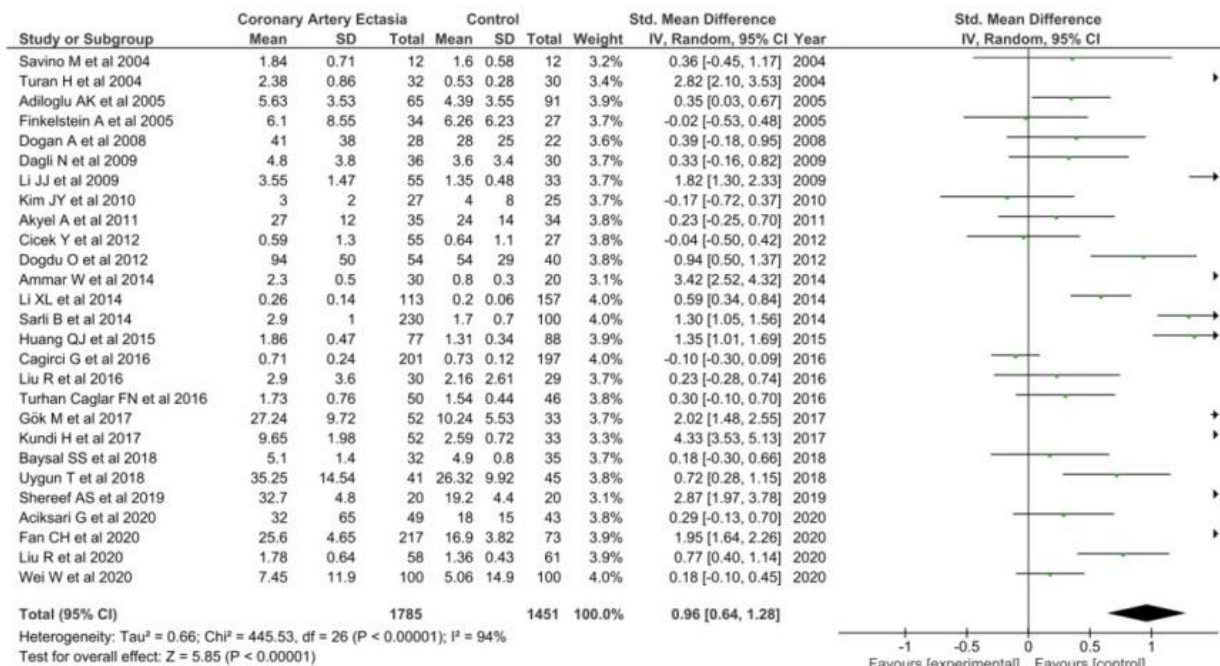 Coronary Artery Ectasia Control Std. Mean Difference Std. Mean Difference
Study or Subgroup Mean SD Total Mean SD Total Weight IV, Random, 95% CI Year IV, Random, 95% CI
Savino M et al 2004 1.84 0.71 12 1.6 0.58 12 3.2% 0.36 [-0.45, 1.17] 2004
Turan H et al 2004 2.38 0.86 32 0.53 0.28 30 3.4% 2.82 [2.10, 3.53] 2004
Adiloglu AK et al 2005 5.63 3.53 65 4.39 3.55 91 3.9% 0.35 [0.03, 0.67] 2005
Finkelstein A et al 2005 6.1 8.55 34 6.26 6.23 27 3.7% -0.02 [-0.53, 0.48] 2005
Dogan A et al 2008 41 38 28 28 25 22 3.6% 0.39 [-0.18, 0.95] 2008
Dagli N et al 2009 4.8 3.8 36 3.6 3.4 30 3.7% 0.33 [-0.16, 0.82] 2009
Li JJ et al 2009 3.55 1.47 55 1.35 0.48 33 3.7% 1.82 [1.30, 2.33] 2009
Kim JY et al 2010 3 2 27 4 8 25 3.7% -0.17 [-0.72, 0.37] 2010
Akyel A et al 2011 27 12 35 24 14 34 3.8% 0.23 [-0.25, 0.70] 2011
Cicek Y et al 2012 0.59 1.3 55 0.64 1.1 27 3.8% -0.04 [-0.50, 0.42] 2012
Dogdu O et al 2012 94 50 54 54 29 40 3.8% 0.94 [0.50, 1.37] 2012
Ammar W et al 2014 2.3 0.5 30 0.8 0.3 20 3.1% 3.42 [2.52, 4.32] 2014
Li XL et al 2014 0.26 0.14 113 0.2 0.06 157 4.0% 0.59 [0.34, 0.84] 2014
Sarli B et al 2014 2.9 1 230 1.7 0.7 100 4.0% 1.30 [1.05, 1.56] 2014
Huang QJ et al 2015 1.86 0.47 77 1.31 0.34 88 3.9% 1.35 [1.01, 1.69] 2015
Cagirci G et al 2016 0.71 0.24 201 0.73 0.12 197 4.0% -0.10 [-0.30, 0.09] 2016
Liu R et al 2016 2.9 3.6 30 2.16 2.61 29 3.7% 0.23 [-0.28, 0.74] 2016
Turhan Caglar FN et al 2016 1.73 0.76 50 1.54 0.44 46 3.8% 0.30 [-0.10, 0.70] 2016
Gök M et al 2017 27.24 9.72 52 10.24 5.53 33 3.7% 2.02 [1.48, 2.55] 2017
Kundi H et al 2017 9.65 1.98 52 2.59 0.72 33 3.3% 4.33 [3.53, 5.13] 2017
Baysal SS et al 2018 5.1 1.4 32 4.9 0.8 35 3.8% 0.18 [-0.30, 0.66] 2018
Uygun T et al 2018 35.25 14.54 41 26.32 9.92 45 3.8% 0.72 [0.28, 1.15] 2018
Shereef AS et al 2019 32.7 4.8 20 19.2 4.4 20 3.1% 2.87 [1.97, 3.78] 2019
Aciksari G et al 2020 32 65 49 18 15 43 3.8% 0.29 [-0.13, 0.70] 2020
Fan CH et al 2020 25.6 4.65 217 16.9 3.82 73 3.9% 1.95 [1.64, 2.26] 2020
Liu R et al 2020 1.78 0.64 58 1.36 0.43 61 3.9% 0.77 [0.40, 1.14] 2020
Wei W et al 2020 7.45 11.9 100 5.06 14.9 100 4.0% 0.18 [-0.10, 0.45] 2020
Total (95% CI) 1785 1451 100.0% 0.96 [0.64, 1.28]
Heterogeneity: Tau² = 0.66; Chi² = 445.53, df = 26 (P < 0.00001); I² = 94%
Test for overall effect: Z = 5.85 (P < 0.00001)
-1 -0.5 0 0.5 1
Favours [experimental] Favours [control]